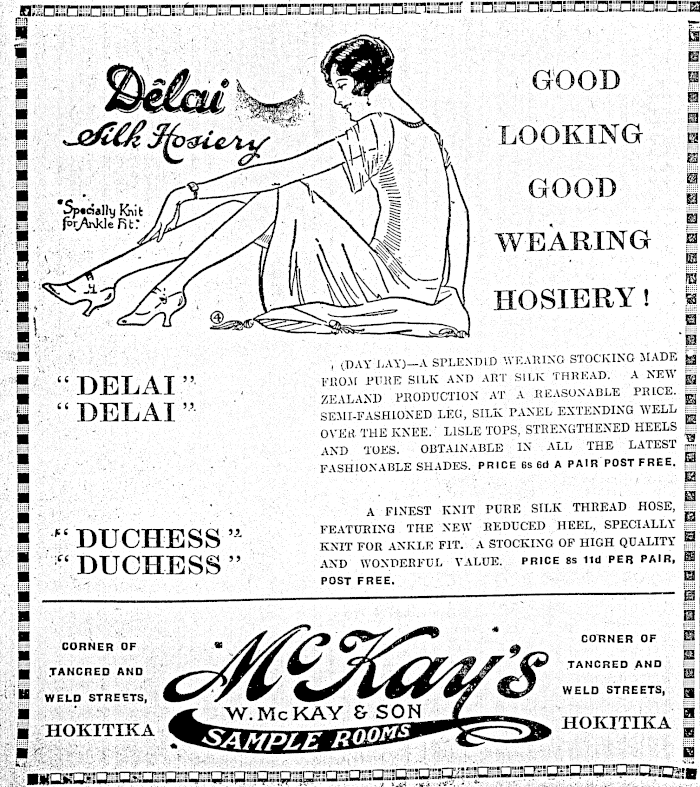 Dêlai
Silk Hosiery
"Specially Knit
for Ankle Fit."
4
GOOD
LOOKING
GOOD
WEARING
HOSIERY!
"DELAI"
"DELAI"
(DAY LAY)—A SPLENDID WEARING STOCKING MADE
FROM PURE SILK AND ART SILK THREAD. A NEW
ZEALAND PRODUCTION AT A REASONABLE PRICE.
SEMI-FASHIONED LEG, SILK PANEL EXTENDING WELL
OVER THE KNEE. LISLE TOPS, STRENGTHENED HEELS
AND TOES. OBTAINABLE IN ALL THE LATEST
FASHIONABLE SHADES. PRICE 6s 6d A PAIR POST FREE.
"DUCHESS"
"DUCHESS"
A FINEST KNIT PURE SILK THREAD HOSE,
FEATURING THE NEW REDUCED HEEL, SPECIALLY
KNIT FOR ANKLE FIT. A STOCKING OF HIGH QUALITY
AND WONDERFUL VALUE. PRICE 8s 11d PER PAIR,
POST FREE.
CORNER OF
TANCRED AND
WELD STREETS,
HOKITIKA
McKay's
W. McKAY & SON
SAMPLE ROOMS
CORNER OF
TANCRED AND
WELD STREETS,
HOKITIKA